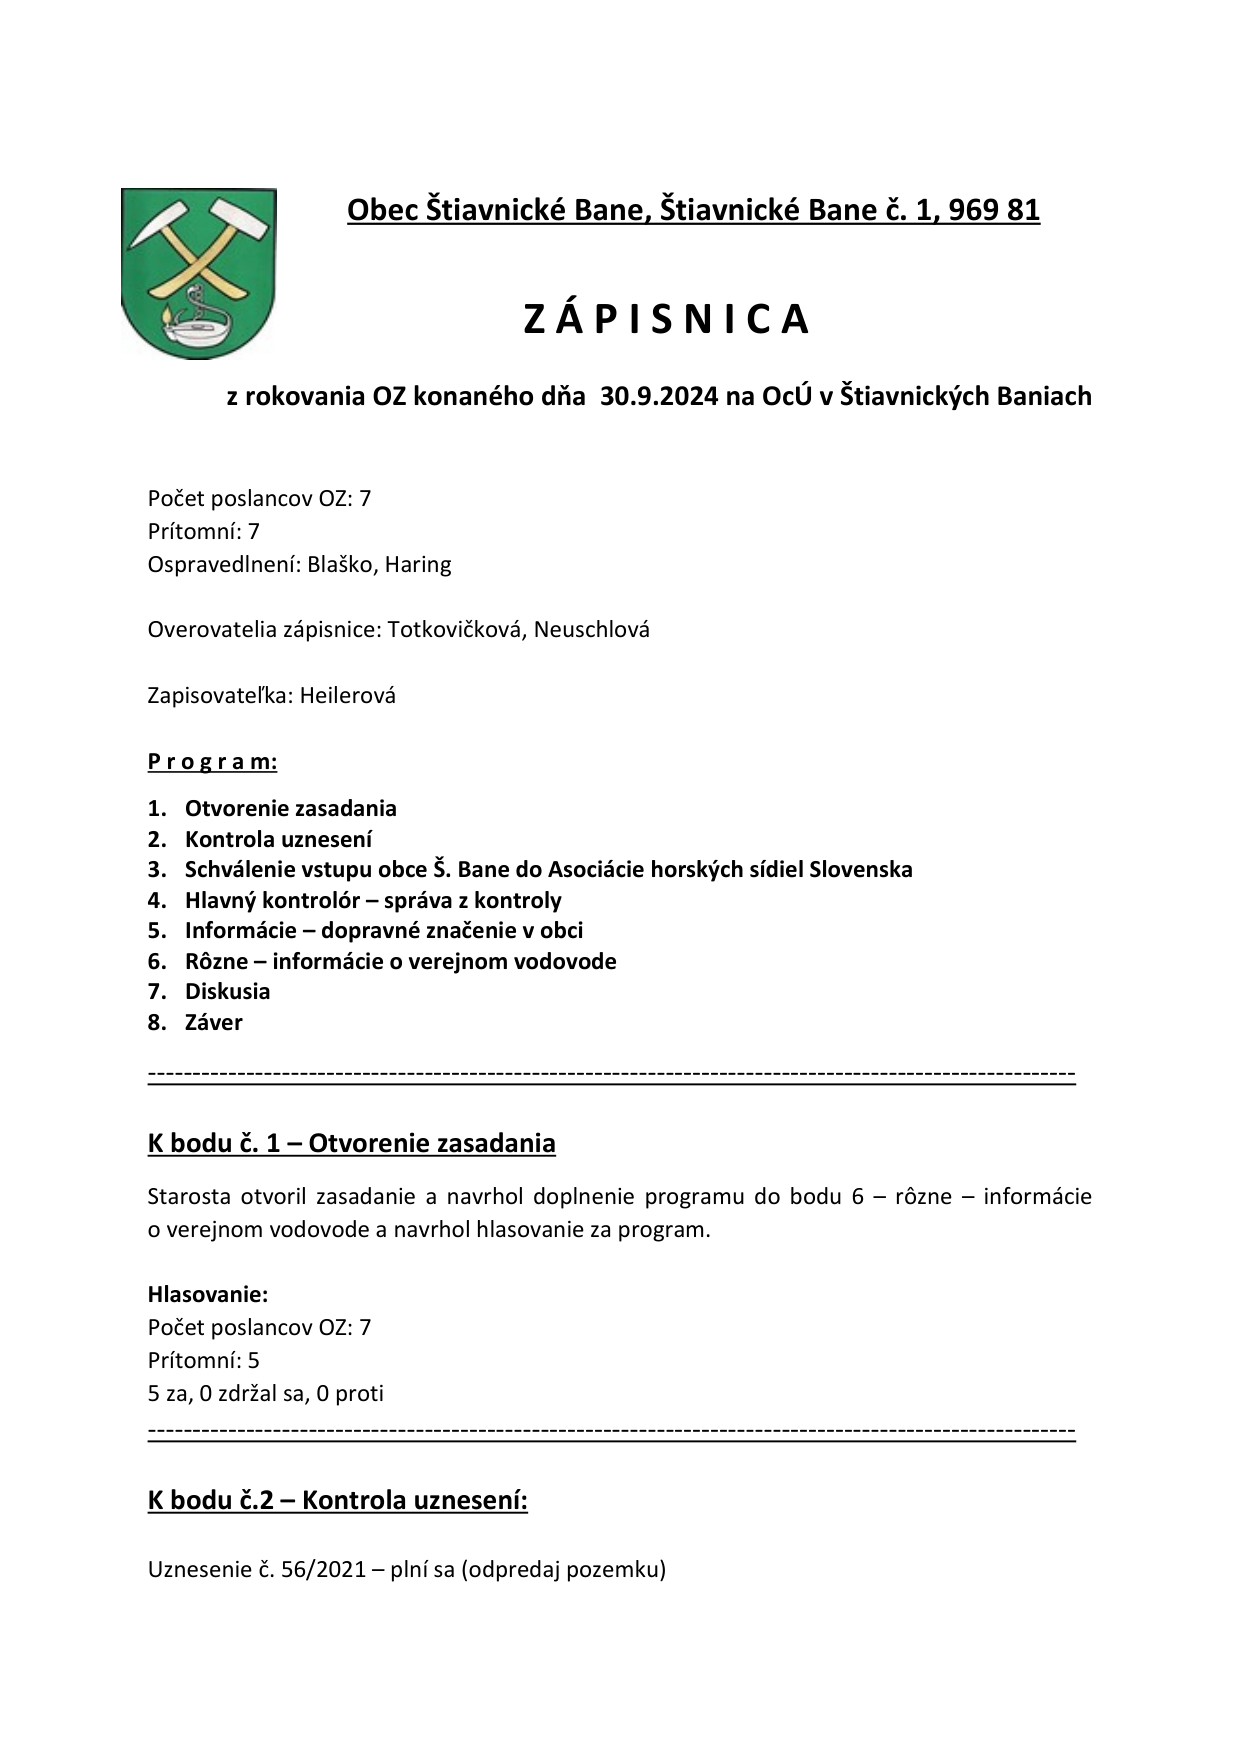 Obec Štiavnické Bane, Štiavnické Bane č. 1, 969 81
Z Á P I S N I C A
z rokovania OZ konaného dňa  30.9.2024 na OcÚ v Štiavnických Baniach
Počet poslancov OZ: 7
Prítomní: 7
Ospravedlnení: Blaško, Haring
Overovatelia zápisnice: Totkovičková, Neuschlová
Zapisovateľka: Heilerová
P r o g r a m:
1. Otvorenie zasadania
2. Kontrola uznesení
3. Schválenie vstupu obce Š. Bane do Asociácie horských sídiel Slovenska
4. Hlavný kontrolór – správa z kontroly
5. Informácie – dopravné značenie v obci
6. Rôzne – informácie o verejnom vodovode
7. Diskusia
8. Záver
---------------------------------------------------------------------------------------------------------
K bodu č. 1 – Otvorenie zasadania
Starosta otvoril zasadanie a navrhol doplnenie programu do bodu 6 – rôzne – informácie
o verejnom vodovode a navrhol hlasovanie za program.
Hlasovanie:
Počet poslancov OZ: 7
Prítomní: 5
5 za, 0 zdržal sa, 0 proti
---------------------------------------------------------------------------------------------------------
K bodu č.2 – Kontrola uznesení:
Uznesenie č. 56/2021 – plní sa (odpredaj pozemku)